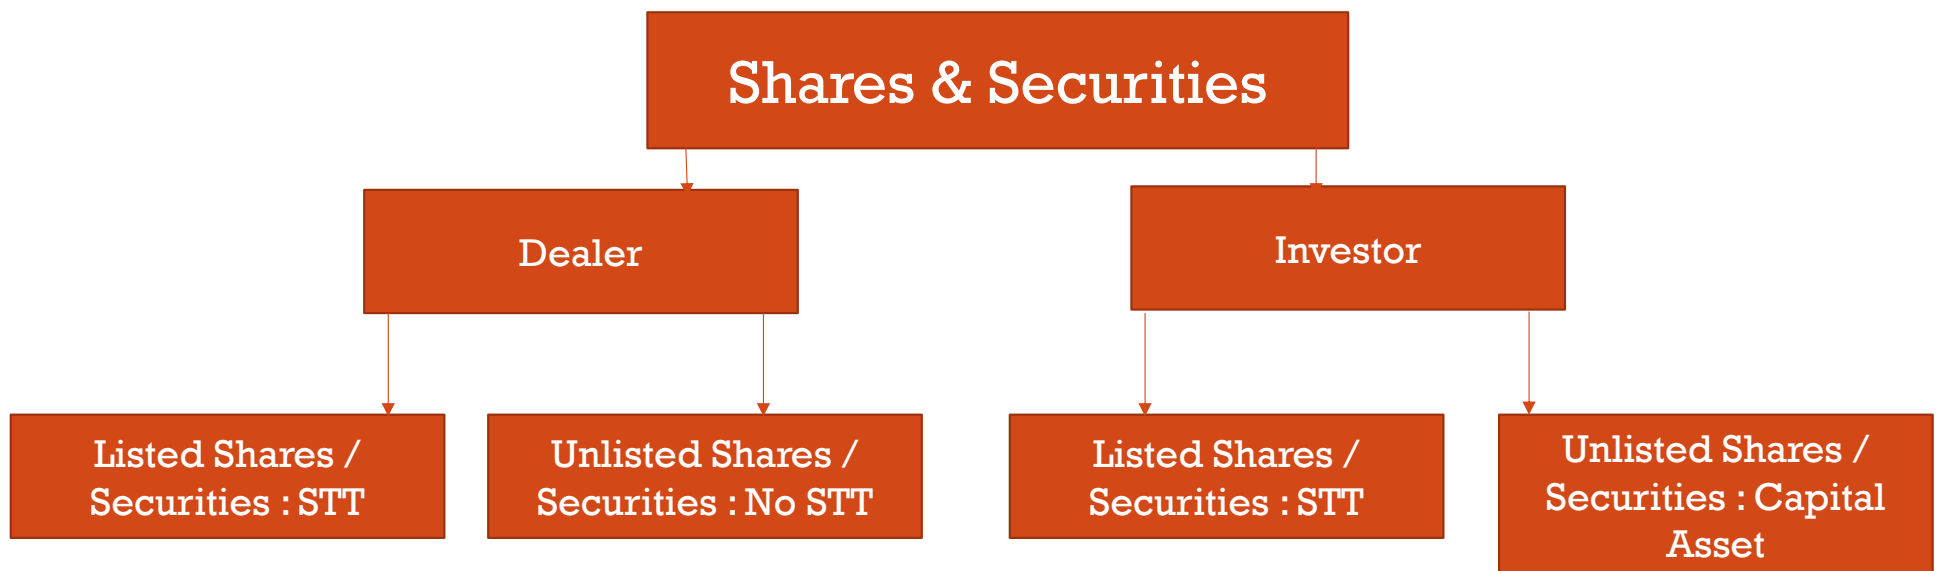 Shares & Securities
Dealer
Investor
Listed Shares /
Securities : STT
Unlisted Shares /
Securities : No STT
Listed Shares /
Securities : STT
Unlisted Shares /
Securities : Capital
Asset